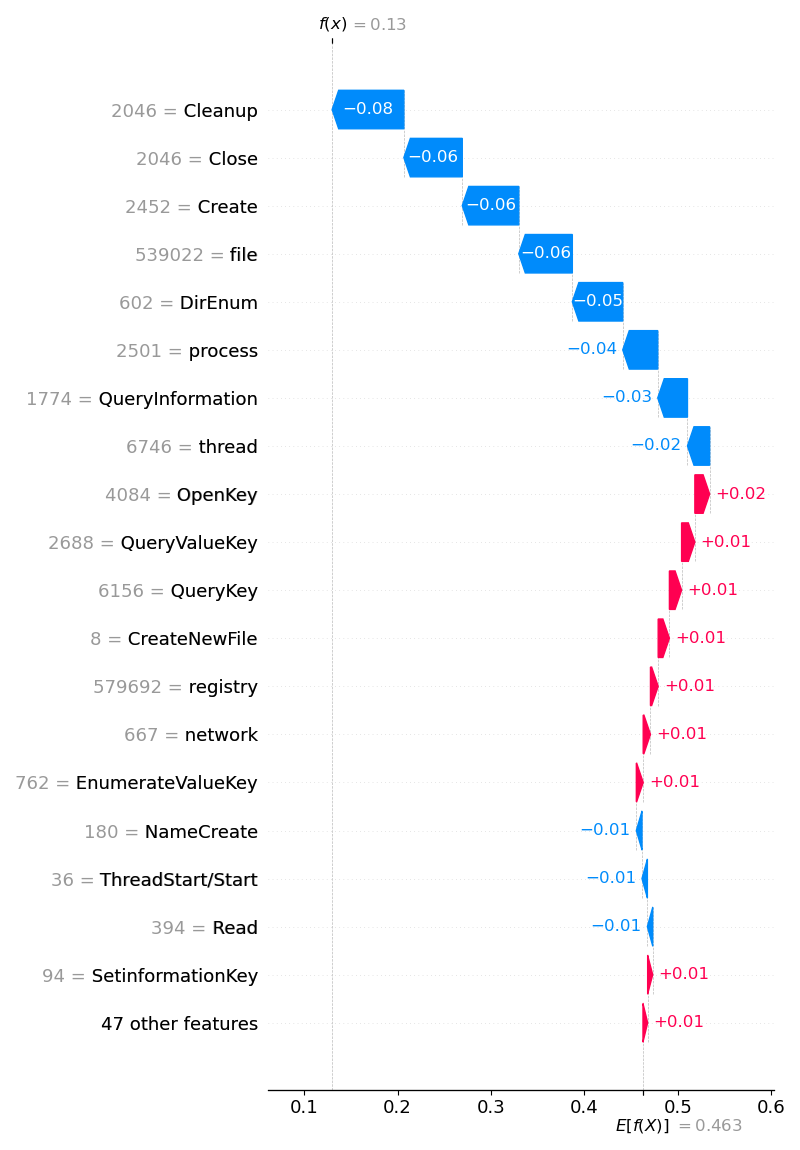 f(x) = 0.13
2046 = Cleanup −0.08
2046 = Close −0.06
2452 = Create −0.06
539022 = file −0.06
602 = DirEnum −0.05
2501 = process −0.04
1774 = QueryInformation −0.03
6746 = thread −0.02
4084 = OpenKey +0.02
2688 = QueryValueKey +0.01
6156 = QueryKey +0.01
8 = CreateNewFile +0.01
579692 = registry +0.01
667 = network +0.01
762 = EnumerateValueKey +0.01
180 = NameCreate −0.01
36 = ThreadStart/Start −0.01
394 = Read −0.01
94 = SetinformationKey +0.01
47 other features +0.01
0.1 0.2 0.3 0.4 0.5 0.6
E[f(X)] = 0.463